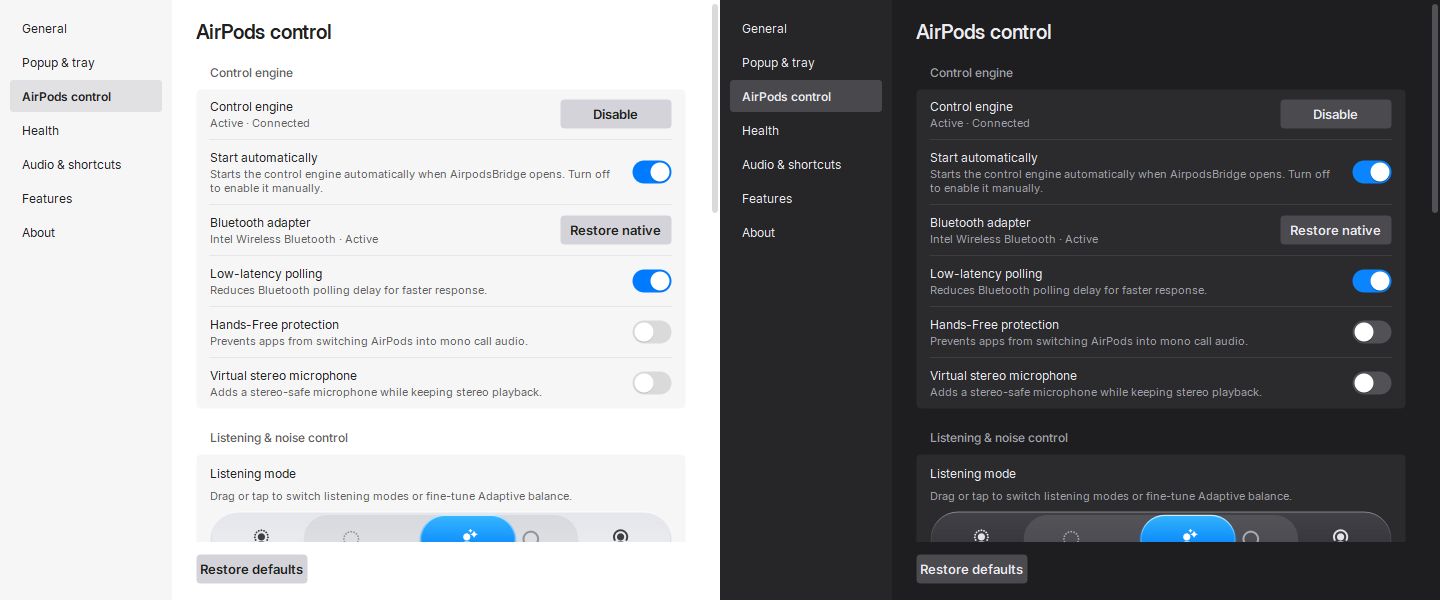 General
Popup & tray
AirPods control
Health
Audio & shortcuts
Features
About
AirPods control
Control engine
Control engine
Active · Connected
Disable
Start automatically
Starts the control engine automatically when AirpodsBridge opens. Turn off
to enable it manually.
Bluetooth adapter
Intel Wireless Bluetooth · Active
Restore native
Low-latency polling
Reduces Bluetooth polling delay for faster response.
Hands-Free protection
Prevents apps from switching AirPods into mono call audio.
Virtual stereo microphone
Adds a stereo-safe microphone while keeping stereo playback.
Listening & noise control
Listening mode
Drag or tap to switch listening modes or fine-tune Adaptive balance.
Restore defaults
General
Popup & tray
AirPods control
Health
Audio & shortcuts
Features
About
AirPods control
Control engine
Control engine
Active · Connected
Disable
Start automatically
Starts the control engine automatically when AirpodsBridge opens. Turn off
to enable it manually.
Bluetooth adapter
Intel Wireless Bluetooth · Active
Restore native
Low-latency polling
Reduces Bluetooth polling delay for faster response.
Hands-Free protection
Prevents apps from switching AirPods into mono call audio.
Virtual stereo microphone
Adds a stereo-safe microphone while keeping stereo playback.
Listening & noise control
Listening mode
Drag or tap to switch listening modes or fine-tune Adaptive balance.
Restore defaults